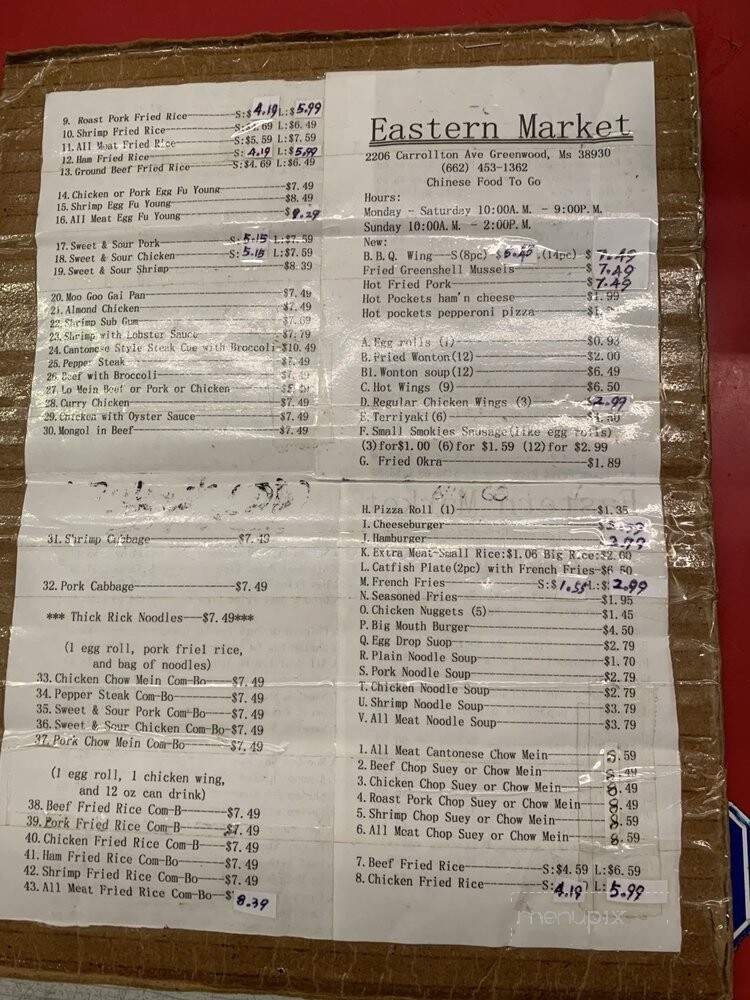 Eastern Market
2206 Carrollton Ave Greenwood, Ms 38930
(662) 453-1362
Chinese Food To Go
Hours:
Monday - Saturday 10:00A.M. - 9:00P.M.
Sunday 10:00A.M. - 2:00P.M.
New:
B.B.Q. Wing---S(8pc) $ (14pc) $ 7.49
Fried Greenshell Mussels $ 7.49
Hot Fried Pork $ 7.49
Hot Pockets ham'n cheese $1.99
Hot pockets pepperoni pizza
A. Egg rolls (1) $0.93
B. Fried Wonton(12) $2.00
B1. Wonton soup(12) $6.49
C. Hot Wings (9) $6.50
D. Regular Chicken Wings (3) $2.99
E. Terriyaki(6)
F. Small Smokies Snusage(like egg rolls)
(3)for$1.00 (6)for $1.59 (12)for $2.99
G. Fried Okra $1.89
H. Pizza Roll (1) $1.35
I. Cheeseburger
J. Hamburger
K. Extra Meat-Small Rice:$1.06 Big Rice:$2.00
L. Catfish Plate(2pc) with French Fries-$6.50
M. French Fries S:$1.55 L:$2.99
N. Seasoned Fries $1.95
O. Chicken Nuggets (5) $1.45
P. Big Mouth Burger $4.50
Q. Egg Drop Suop $2.79
R. Plain Noodle Soup $1.70
S. Pork Noodle Soup $2.79
T. Chicken Noodle Soup $2.79
U. Shrimp Noodle Soup $3.79
V. All Meat Noodle Soup $3.79
1. All Meat Cantonese Chow Mein 8.59
2. Beef Chop Suey or Chow Mein 8.49
3. Chicken Chop Suey or Chow Mein 8.49
4. Roast Pork Chop Suey or Chow Mein 8.49
5. Shrimp Chop Suey or Chow Mein 8.59
6. All Meat Chop Suey or Chow Mein 8.59
7. Beef Fried Rice S:$4.59 L:$6.59
8. Chicken Fried Rice S:4.19 L:5.99
9. Roast Pork Fried Rice S:$4.19 L:$5.99
10. Shrimp Fried Rice L:$6.49
11. All Meat Fried Rice S:$5.59 L:$7.59
12. Ham Fried Rice S: 4.19 L:$5.99
13. Ground Beef Fried Rice S:$4.69 L:$6.49
14. Chicken or Pork Egg Fu Young $7.49
15. Shrimp Egg Fu Young $8.49
16. All Meat Egg Fu Young $8.29
17. Sweet & Sour Pork S:5.15 L:$7.59
18. Sweet & Sour Chicken S:5.15 L:$7.59
19. Sweet & Sour Shrimp $8.39
20. Moo Goo Gai Pan $7.49
21. Almond Chicken $7.49
22. Shrimp Sub Gum
23. Shrimp with Lobster Sauce $7.79
24. Cantonese Style Steak Cue with Broccoli-$10.49
25. Pepper Steak $7.49
26. Beef with Broccoli
27. Lo Mein Beef or Pork or Chicken
28. Curry Chicken $7.49
29. Chicken with Oyster Sauce $7.49
30. Mongol in Beef $7.49
31. Shrimp Cabbage $7.49
32. Pork Cabbage $7.49
*** Thick Rick Noodles---$7.49***
(1 egg roll, pork friel rice,
and bag of noodles)
33. Chicken Chow Mein Com-Bo $7.49
34. Pepper Steak Com-Bo $7.49
35. Sweet & Sour Pork Com-Bo $7.49
36. Sweet & Sour Chicken Com-Bo-$7.49
37. Pork Chow Mein Com-Bo $7.49
(1 egg roll, 1 chicken wing,
and 12 oz can drink)
38. Beef Fried Rice Com-B $7.49
39. Pork Fried Rice Com-B $7.49
40. Chicken Fried Rice Com-B $7.49
41. Ham Fried Rice Com-Bo $7.49
42. Shrimp Fried Rice Com-Bo $7.49
43. All Meat Fried Rice Com-Bo--$ 8.39
menupix